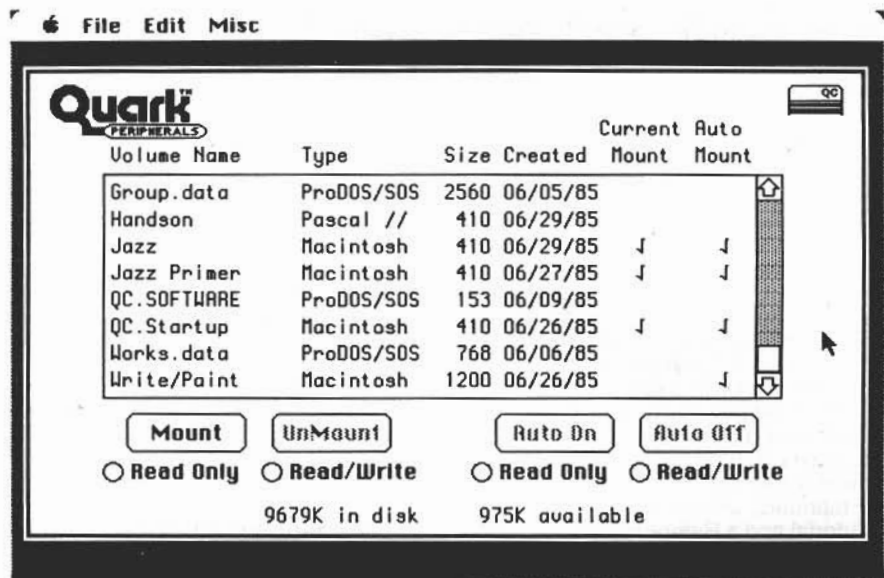 File Edit Misc
Quark™
PERIPHERALS
QC
Current Auto
Volume Name Type Size Created Mount Mount
Group.data ProDOS/SOS 2560 06/05/85
Handson Pascal // 410 06/29/85
Jazz Macintosh 410 06/29/85 √ √
Jazz Primer Macintosh 410 06/27/85 √ √
QC.SOFTWARE ProDOS/SOS 153 06/09/85
QC.Startup Macintosh 410 06/26/85 √ √
Works.data ProDOS/SOS 768 06/06/85
Write/Paint Macintosh 1200 06/26/85 √
Mount UnMount Auto On Auto Off
Read Only Read/Write Read Only Read/Write
9679K in disk 975K available